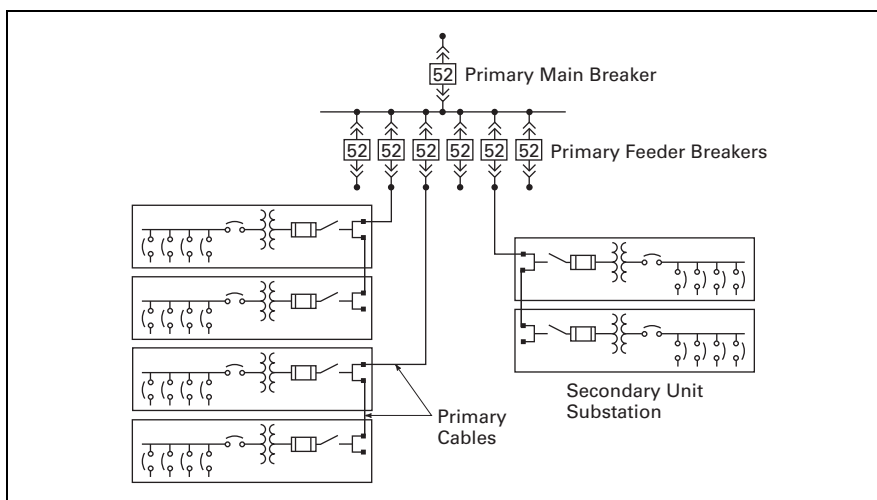 52 Primary Main Breaker
52 52 52 52 52 52 Primary Feeder Breakers
Secondary Unit
Substation
Primary
Cables